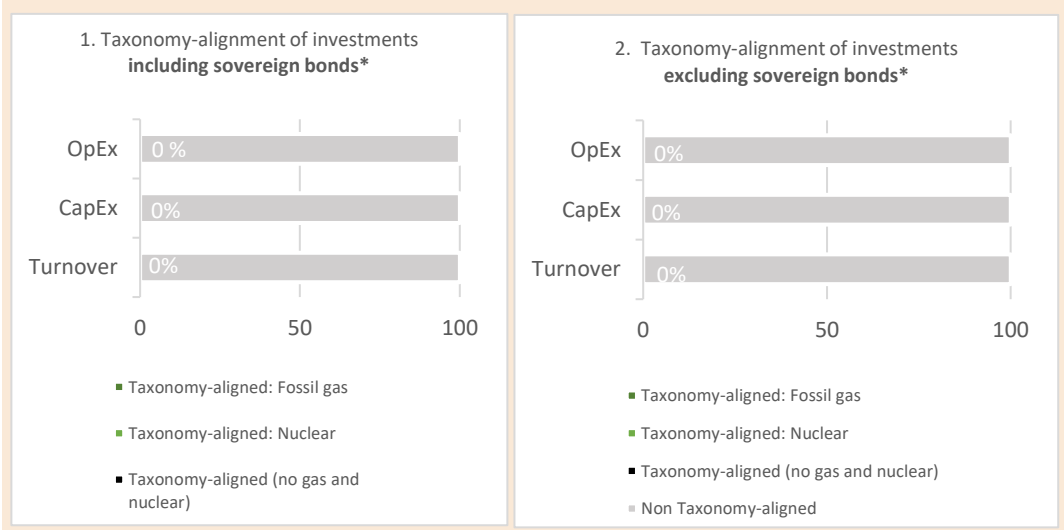 1. Taxonomy-alignment of investments
including sovereign bonds*
OpEx
0 %
CapEx
0%
Turnover
0%
0
50
100
Taxonomy-aligned: Fossil gas
Taxonomy-aligned: Nuclear
Taxonomy-aligned (no gas and
nuclear)
2. Taxonomy-alignment of investments
excluding sovereign bonds*
OpEx
0%
CapEx
0%
Turnover
0%
0
50
100
Taxonomy-aligned: Fossil gas
Taxonomy-aligned: Nuclear
Taxonomy-aligned (no gas and nuclear)
Non Taxonomy-aligned